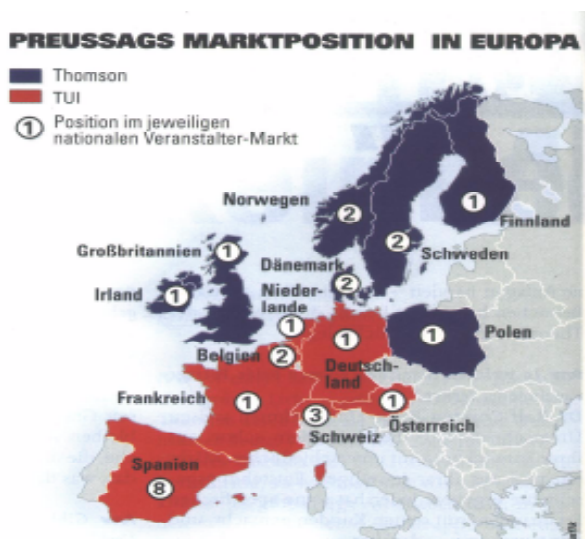 PREUSSAGS MARKTPOSITION IN EUROPA
Thomson
TUI
1 Position im jeweiligen
nationalen Veranstalter-Markt
Norwegen
2
1
Finnland
2
Schweden
Großbritannien
1
Dänemark
2
Irland
1
Nieder-
lande
1
1
1
Polen
Belgien
2
Deutsch-
land
Frankreich
1
3
Schweiz
1
Österreich
Spanien
8